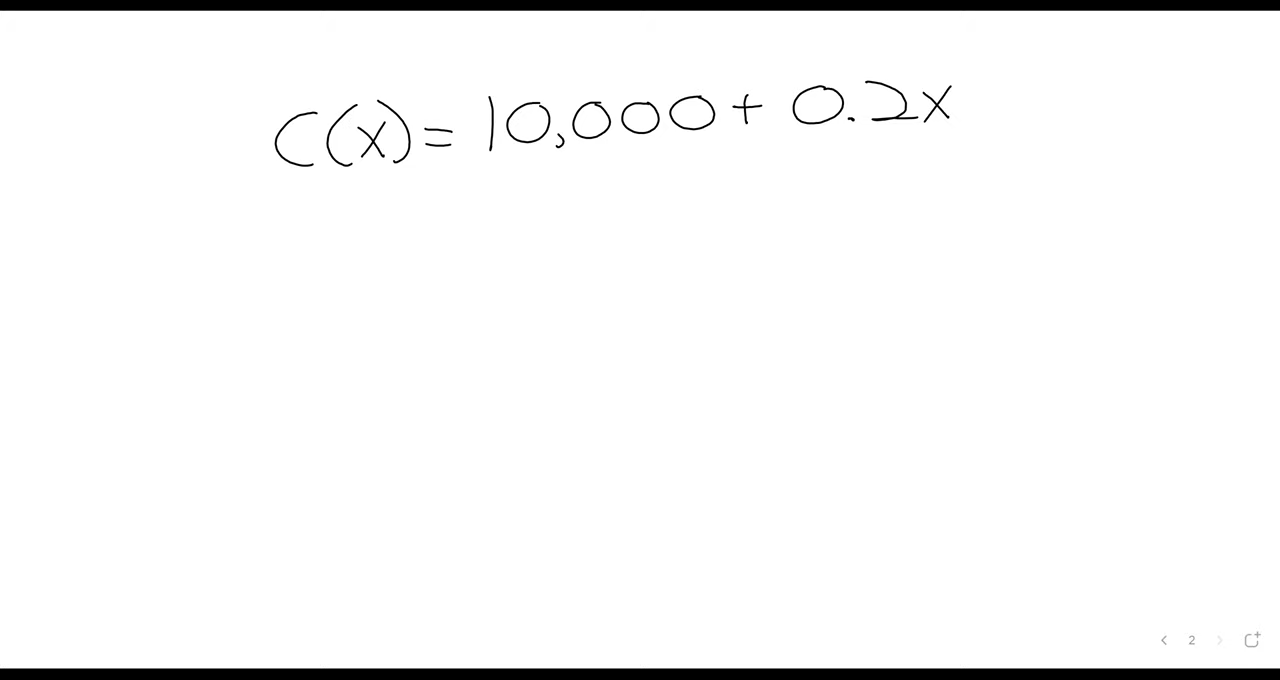 C(x) = 10,000 + 0.2x
2